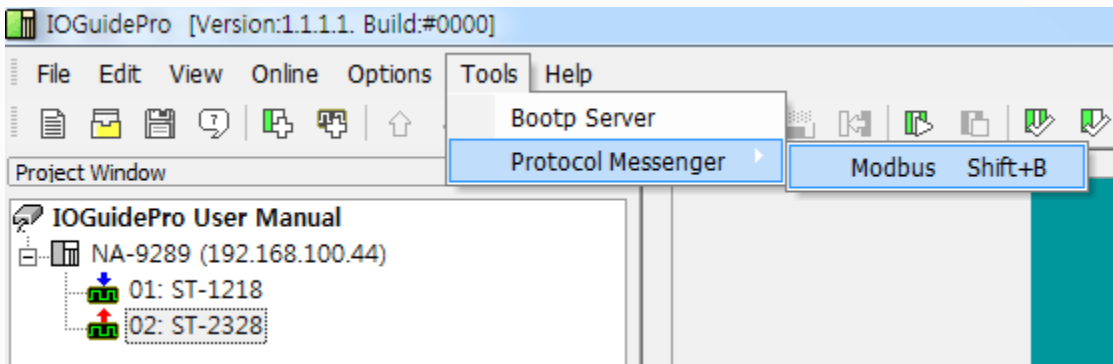 IOGuidePro [Version:1.1.1.1. Build:#0000]
File Edit View Online Options Tools Help
Bootp Server
Protocol Messenger
Modbus Shift+B
Project Window
IOGuidePro User Manual
NA-9289 (192.168.100.44)
01: ST-1218
02: ST-2328